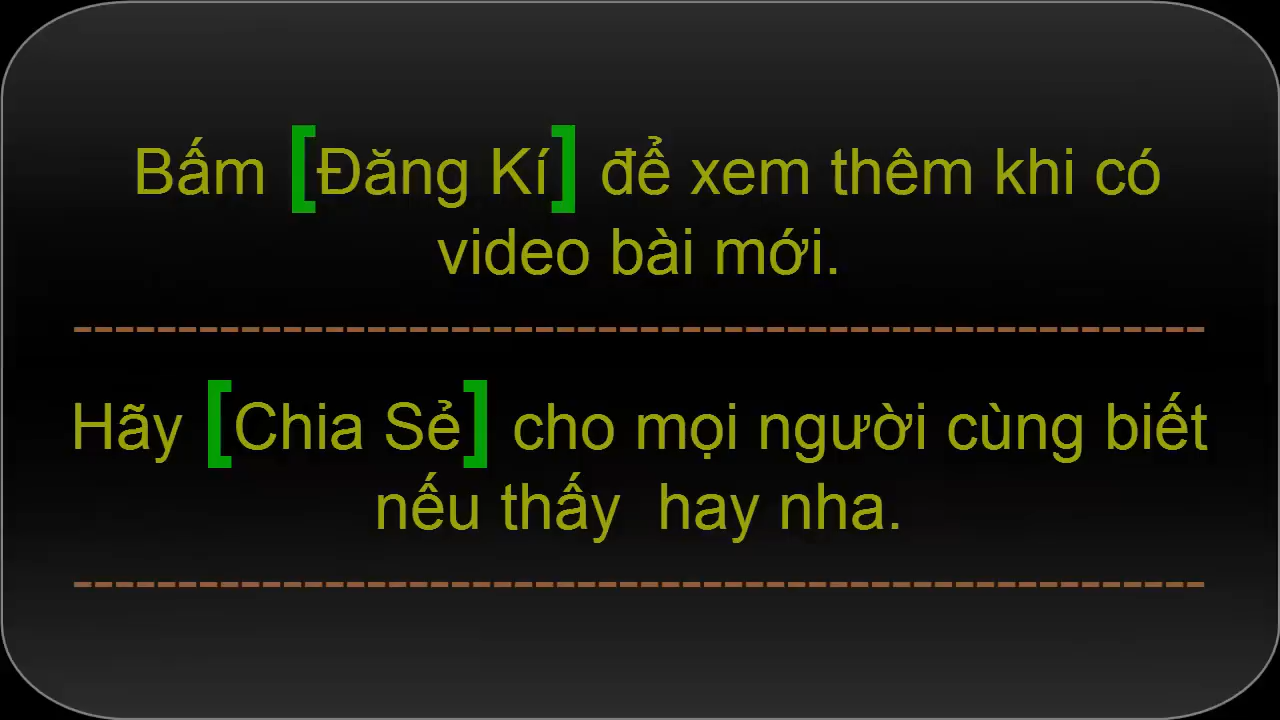 Bấm [Đăng Kí] để xem thêm khi có
video bài mới.
------------------------------------------------------
Hãy [Chia Sẻ] cho mọi người cùng biết
nếu thấy  hay nha.
------------------------------------------------------